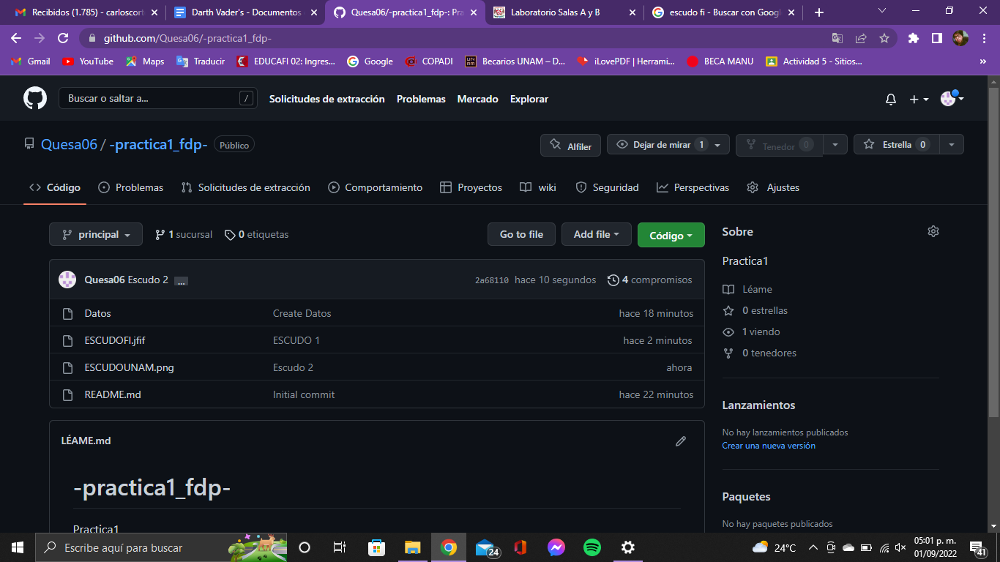 Recibidos (1.785) - carloscort
Darth Vader's - Documentos
Quesa06/-practica1_fdp-: Pra
Laboratorio Salas A y B
escudo fi - Buscar con Googl
github.com/Quesa06/-practica1_fdp-
Gmail
YouTube
Maps
Traducir
EDUCAFI 02: Ingres...
Google
COPADI
Becarios UNAM – D...
iLovePDF | Herrami...
BECA MANU
Actividad 5 - Sitios...
»
Buscar o saltar a... /
Solicitudes de extracción Problemas Mercado Explorar
Quesa06 / -practica1_fdp- Público
Alfiler
Dejar de mirar 1
Tenedor 0
Estrella 0
Código
Problemas
Solicitudes de extracción
Comportamiento
Proyectos
wiki
Seguridad
Perspectivas
Ajustes
principal
1 sucursal
0 etiquetas
Go to file
Add file
Código
Quesa06 Escudo 2 ...
2a68110 hace 10 segundos
4 compromisos
Datos Create Datos hace 18 minutos
ESCUDOFI.jfif ESCUDO 1 hace 2 minutos
ESCUDOUNAM.png Escudo 2 ahora
README.md Initial commit hace 22 minutos
LÉAME.md
-practica1_fdp-
Practica1
Sobre
Practica1
Léame
0 estrellas
1 viendo
0 tenedores
Lanzamientos
No hay lanzamientos publicados
Crear una nueva versión
Paquetes
No hay paquetes publicados
Escribe aquí para buscar
24
24°C
05:01 p. m.
01/09/2022
41